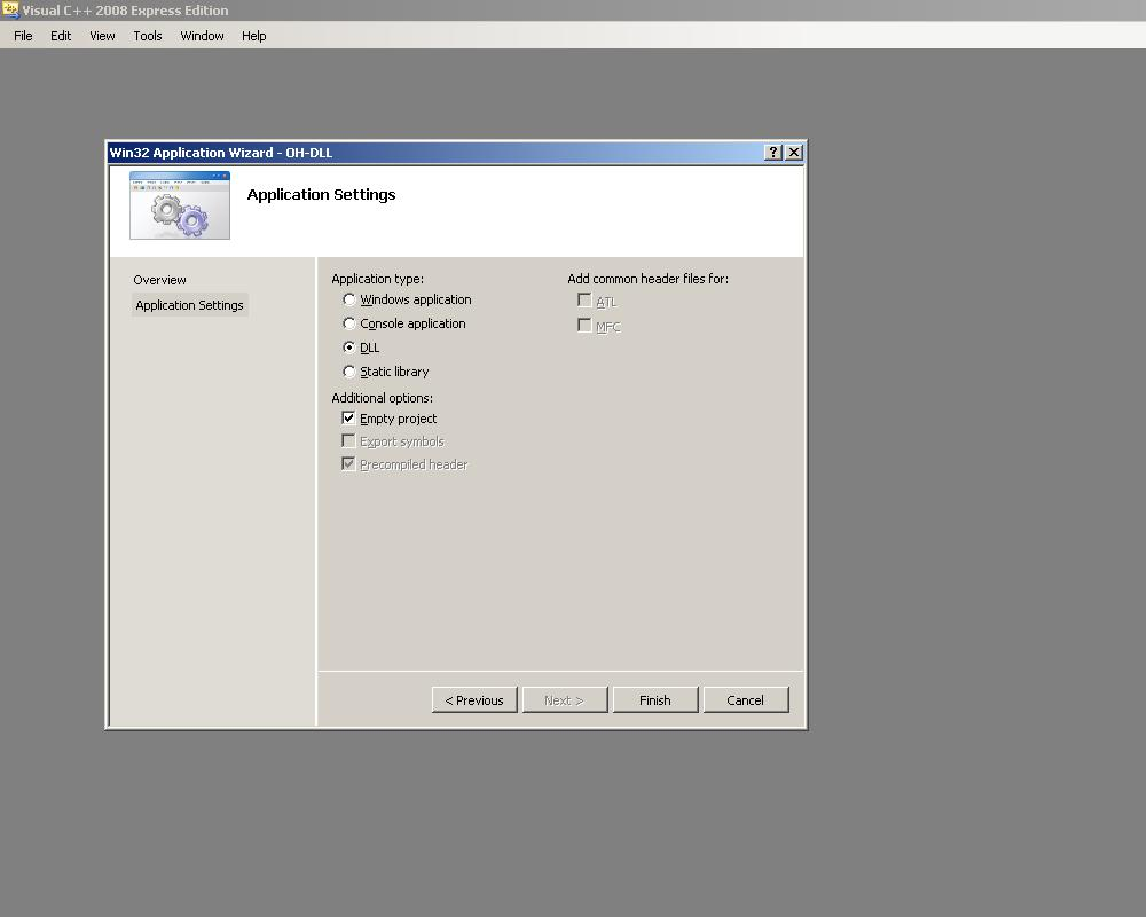 Visual C++ 2008 Express Edition
File Edit View Tools Window Help
Win32 Application Wizard - OH-DLL
Application Settings
Overview
Application Settings
Application type:
Windows application
Console application
DLL
Static library
Additional options:
Empty project
Export symbols
Precompiled header
Add common header files for:
ATL
MFC
< Previous Next > Finish Cancel